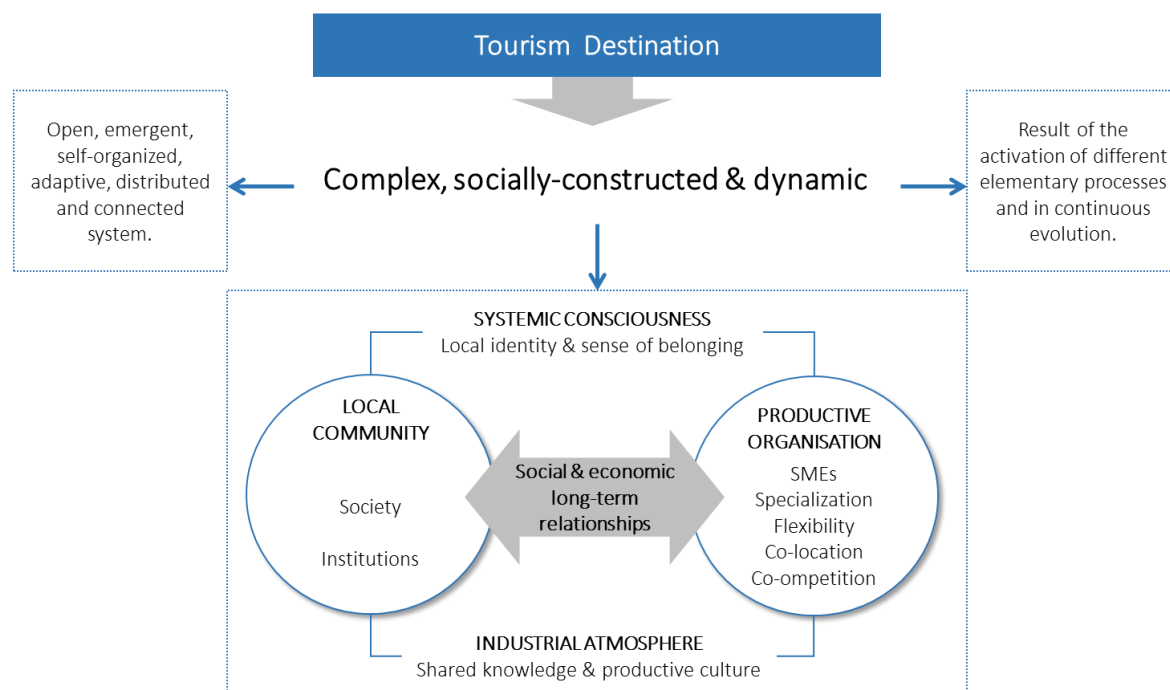 Tourism Destination
Open, emergent,
self-organized,
adaptive, distributed
and connected
system.
Complex, socially-constructed & dynamic
Result of the
activation of different
elementary processes
and in continuous
evolution.
SYSTEMIC CONSCIOUSNESS
Local identity & sense of belonging
LOCAL
COMMUNITY
Society
Institutions
Social & economic
long-term
relationships
PRODUCTIVE
ORGANISATION
SMEs
Specialization
Flexibility
Co-location
Co-ompetition
INDUSTRIAL ATMOSPHERE
Shared knowledge & productive culture